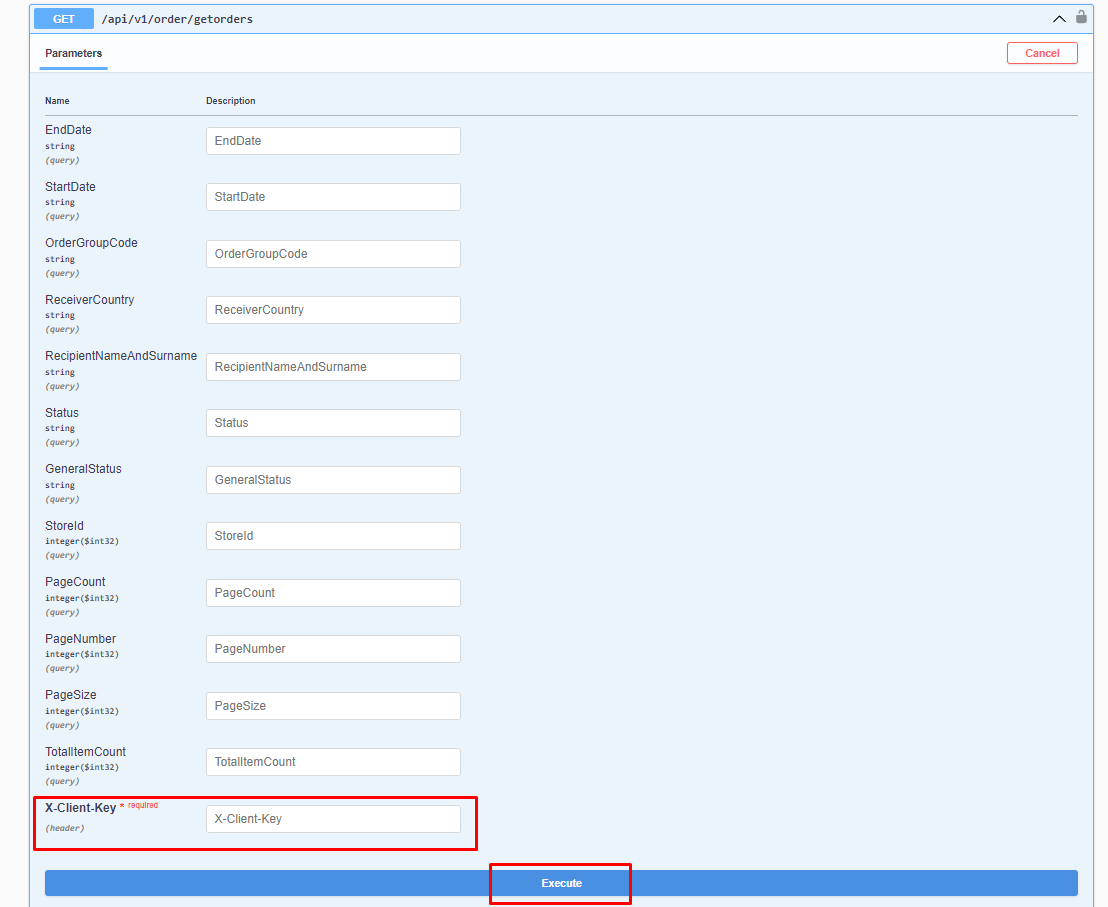 GET /api/v1/order/getorders
Parameters
Cancel
Name Description
EndDate
string
(query)
EndDate
StartDate
string
(query)
StartDate
OrderGroupCode
string
(query)
OrderGroupCode
ReceiverCountry
string
(query)
ReceiverCountry
RecipientNameAndSurname
string
(query)
RecipientNameAndSurname
Status
string
(query)
Status
GeneralStatus
string
(query)
GeneralStatus
StoreId
integer($int32)
(query)
StoreId
PageCount
integer($int32)
(query)
PageCount
PageNumber
integer($int32)
(query)
PageNumber
PageSize
integer($int32)
(query)
PageSize
TotalItemCount
integer($int32)
(query)
TotalItemCount
X-Client-Key * required
(header)
X-Client-Key
Execute